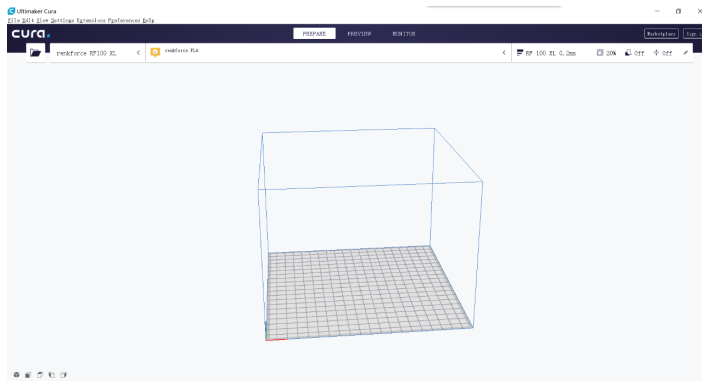 Ultimaker Cura
File Edit View Settings Extensions Preferences Help
cura.
PREPARE PREVIEW MONITOR
Marketplace Sign i
renkforce RF100 XL
renkforce PLA
RF 100 XL 0.2mm 20% Off Off